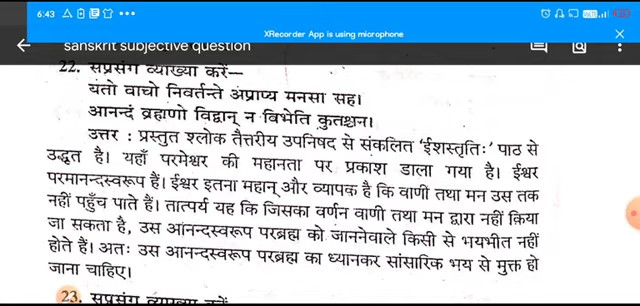 6:43
XRecorder App is using microphone
sanskrit subjective question
22. सप्रसंग व्याख्या करें—
यतो वाचो निवर्तन्ते अप्राप्य मनसा सह।
आनन्दं ब्रह्मणो विद्वान् न विभेति कुतश्चन।
उत्तर : प्रस्तुत श्लोक तैत्तरीय उपनिषद से संकलित 'ईशस्तुतिः' पाठ से
उद्धृत है। यहाँ परमेश्वर की महानता पर प्रकाश डाला गया है। ईश्वर
परमानन्दस्वरूप हैं। ईश्वर इतना महान् और व्यापक है कि वाणी तथा मन उस तक
नहीं पहुँच पाते हैं। तात्पर्य यह कि जिसका वर्णन वाणी तथा मन द्वारा नहीं किया
जा सकता है, उस आनंदस्वरूप परब्रह्म को जाननेवाले किसी से भयभीत नहीं
होते हैं। अतः उस आनन्दस्वरूप परब्रह्म का ध्यानकर सांसारिक भय से मुक्त हो
जाना चाहिए।
23. सप्रसंग व्याख्या करें